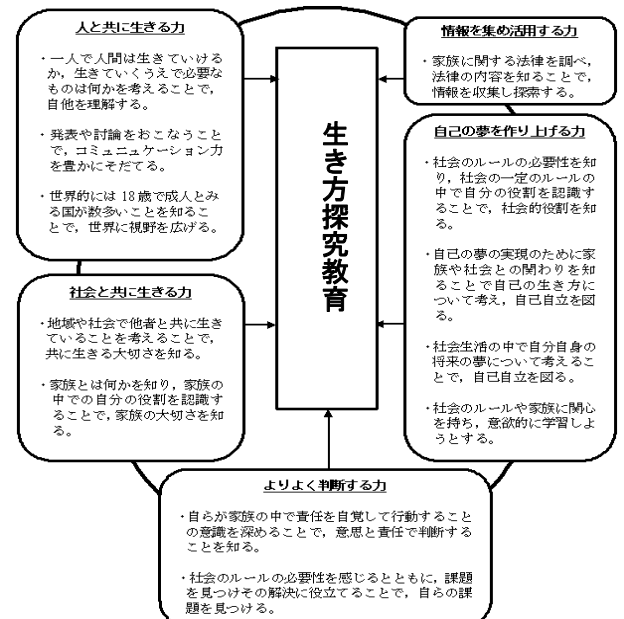 人と共に生きる力
・一人で人間は生きていける
か，生きていくうえで必要な
ものは何かを考えることで，
自他を理解する。
・発表や討論をおこなうこと
で，コミュニュケーション力
を豊かにそだてる。
・世界的には 18 歳で成人とみ
る国が数多いことを知るこ
とで，世界に視野を広げる。
社会と共に生きる力
・地域や社会で他者と共に生き
ていることを考えることで，
共に生きる大切さを知る。
・家族とは何かを知り，家族の
中での自分の役割を認識す
ることで，家族の大切さを知
る。
生き方探究教育
情報を集め活用する力
・家族に関する法律を調べ，
法律の内容を知ることで，
情報を収集し探索する。
自己の夢を作り上げる力
・社会のルールの必要性を知
り，社会の一定のルールの
中で自分の役割を認識す
ることで，社会的役割を知
る。
・自己の夢の実現のために家
族や社会との関わりを知
ることで自己の生き方に
ついて考え，自己自立を図
る。
・社会生活の中で自分自身の
将来の夢について考えるこ
とで，自己自立を図る。
・社会のルールや家族に関心
を持ち，意欲的に学習しよ
うとする。
よりよく判断する力
・自らが家族の中で責任を自覚して行動すること
の意識を深めることで，意思と責任で判断する
ことを知る。
・社会のルールの必要性を感じるとともに，課題
を見つけその解決に役立てることで，自らの課
題を見つける。